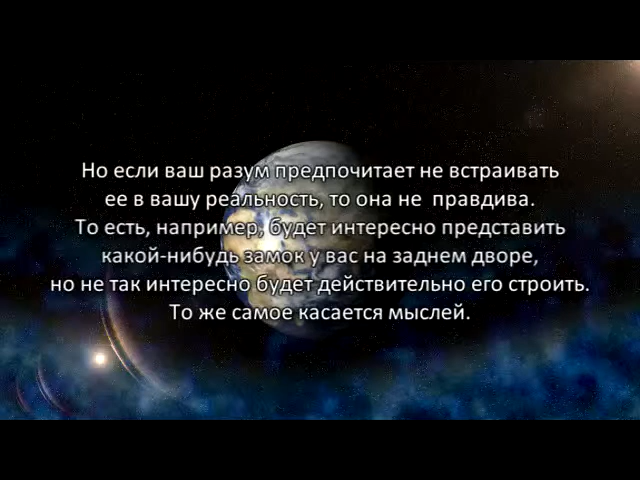 Но если ваш разум предпочитает не встраивать
ее в вашу реальность, то она не правдива.
То есть, например, будет интересно представить
какой-нибудь замок у вас на заднем дворе,
но не так интересно будет действительно его строить.
То же самое касается мыслей.